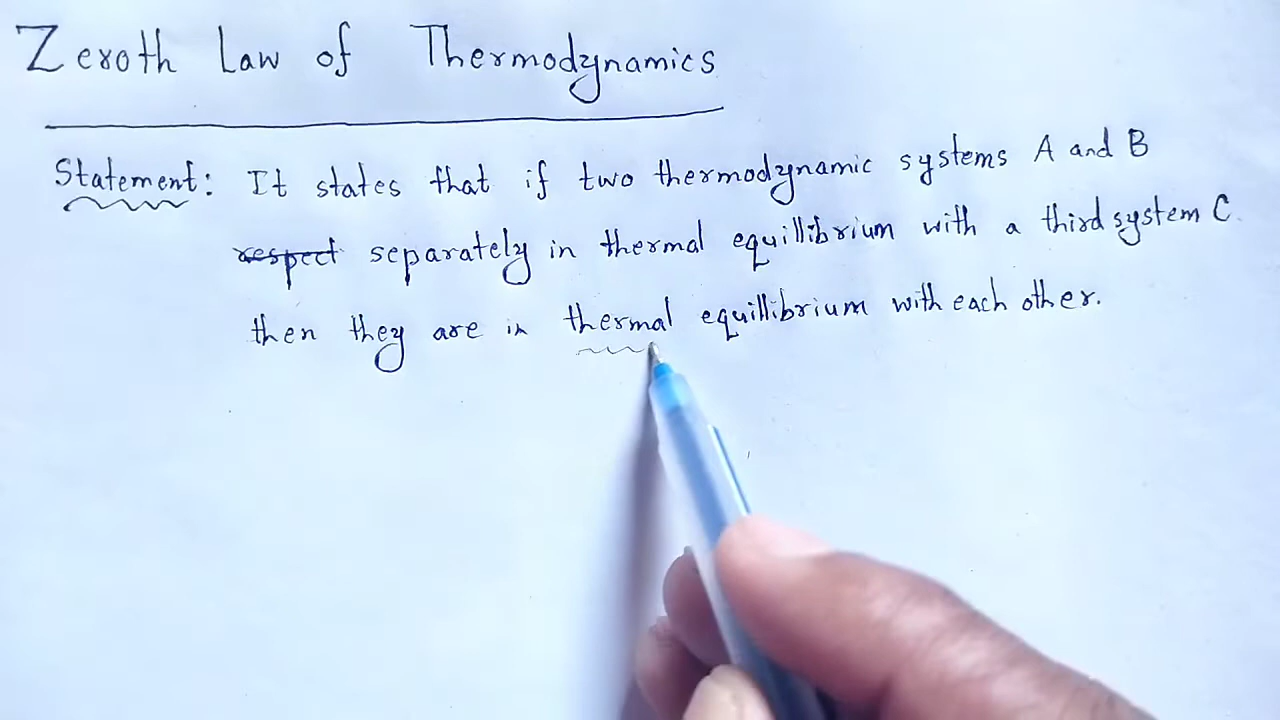 Zeroth Law of Thermodynamics
Statement: It states that if two thermodynamic systems A and B
respect separately in thermal equillibrium with a third system C
then they are in thermal equillibrium with each other.